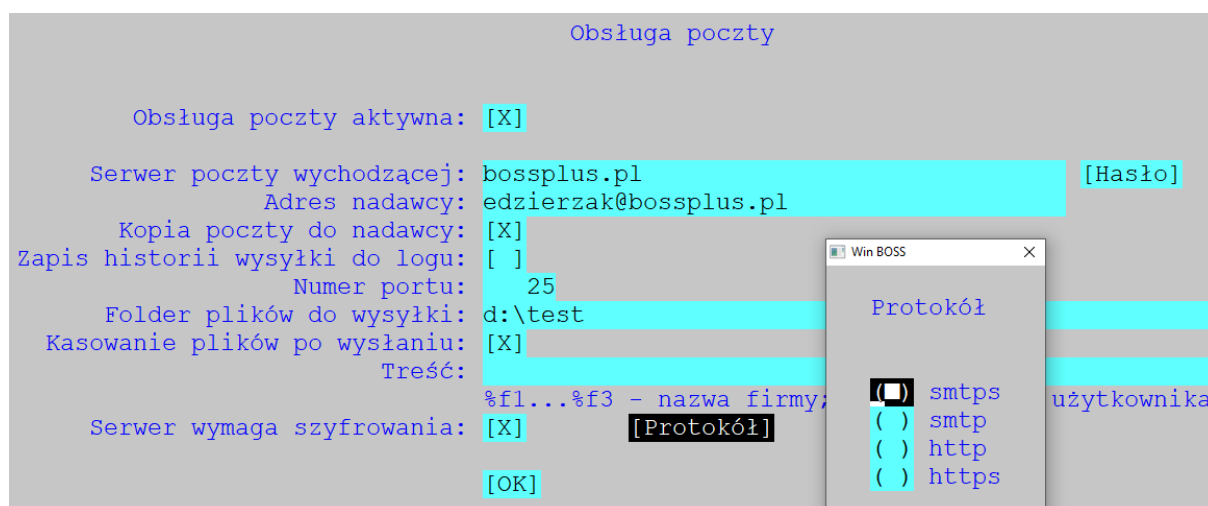 Obsługa poczty
Obsługa poczty aktywna: [X]
Serwer poczty wychodzącej: bossplus.pl [Hasło]
Adres nadawcy: edzierzak@bossplus.pl
Kopia poczty do nadawcy: [X]
Zapis historii wysyłki do logu: [ ]
Numer portu: 25
Folder plików do wysyłki: d:\test
Kasowanie plików po wysłaniu: [X]
Treść:
%f1...%f3 - nazwa firmy; użytkownika
Serwer wymaga szyfrowania: [X] [Protokół]
[OK]
Win BOSS
Protokół
( ) smtps
( ) smtp
( ) http
( ) https